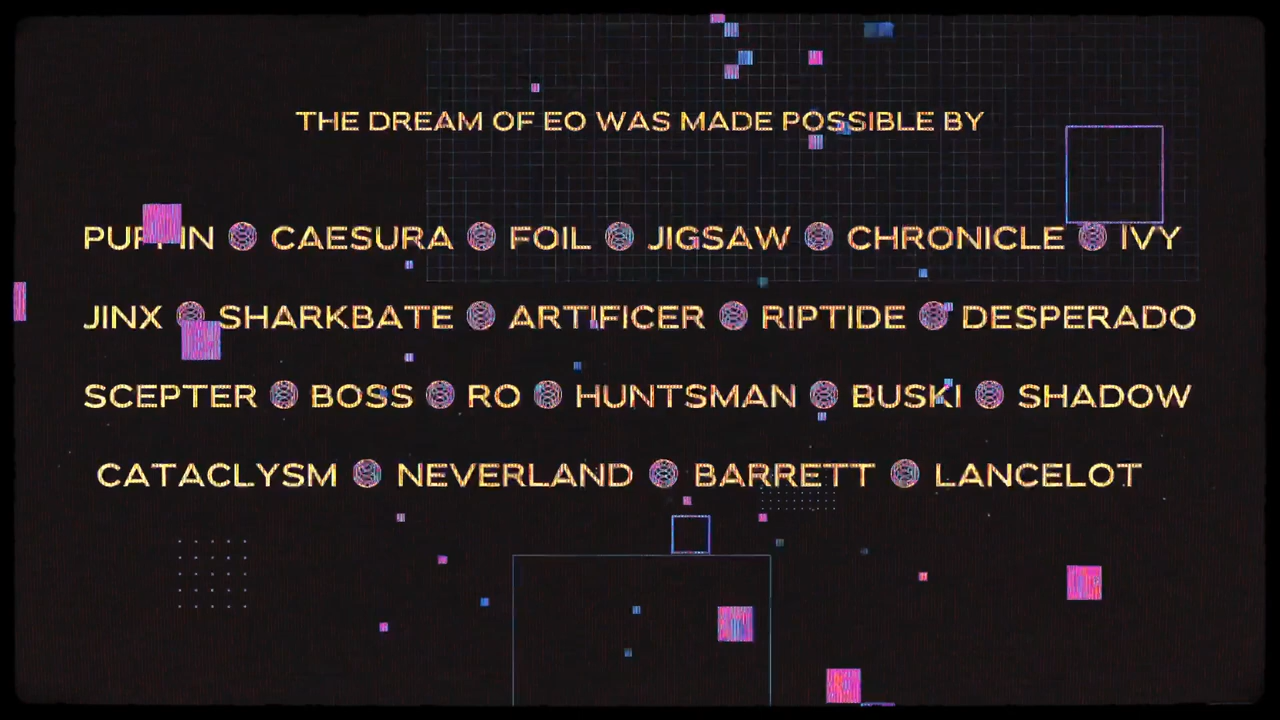 THE DREAM OF EO WAS MADE POSSIBLE BY
PUFFIN CAESURA FOIL JIGSAW CHRONICLE IVY
JINX SHARKBATE ARTIFICER RIPTIDE DESPERADO
SCEPTER BOSS RO HUNTSMAN BUSKI SHADOW
CATACLYSM NEVERLAND BARRETT LANCELOT